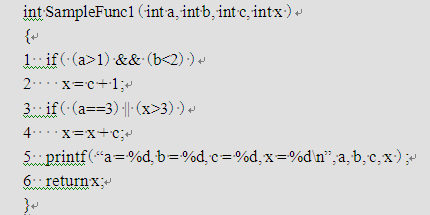 int SampleFunc1 ( int a, int b, int c, int x )
{
1  if ( (a>1) && (b<2) )
2    x = c + 1;
3  if ( (a==3) || (x>3) )
4    x = x + c;
5  printf( “a = %d, b = %d, c = %d, x = %d\n”, a, b, c, x ) ;
6  return x;
}